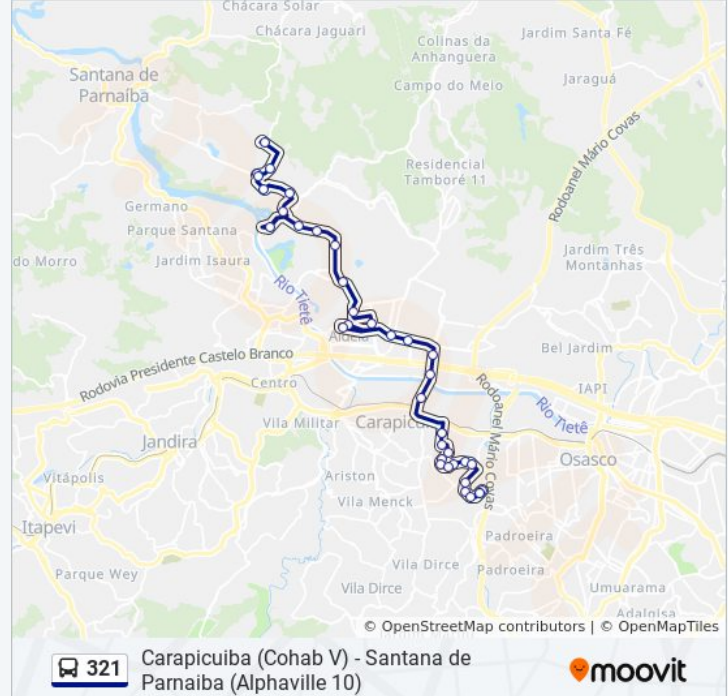 Chácara Solar
Chácara Jaguari
Colinas da
Anhanguera
Jardim Santa Fé
Santana de
Parnaíba
Campo do Meio
Jaraguá
Rodoanel Mário Covas
Residencial
Tamboré 11
Germano
Parque Santana
Jardim Três
Montanhas
do Morro
Jardim Isaura
Rio Tietê
Aldeia
Bel Jardim
Rodovia Presidente Castelo Branco
Centro
Rodoanel Mário Covas
IAPI
Rio Tietê
Vila Militar
Carapicu
Jandira
Osasco
Vitápolis
Ariston
Vila Menck
Itapevi
Padroeira
Parque Wey
Vila Dirce
Padroeira
Vila Dirce
Umuarama
Adalgisa
© OpenStreetMap contributors | © OpenMapTiles
321
Carapicuiba (Cohab V) - Santana de
Parnaiba (Alphaville 10)
moovit